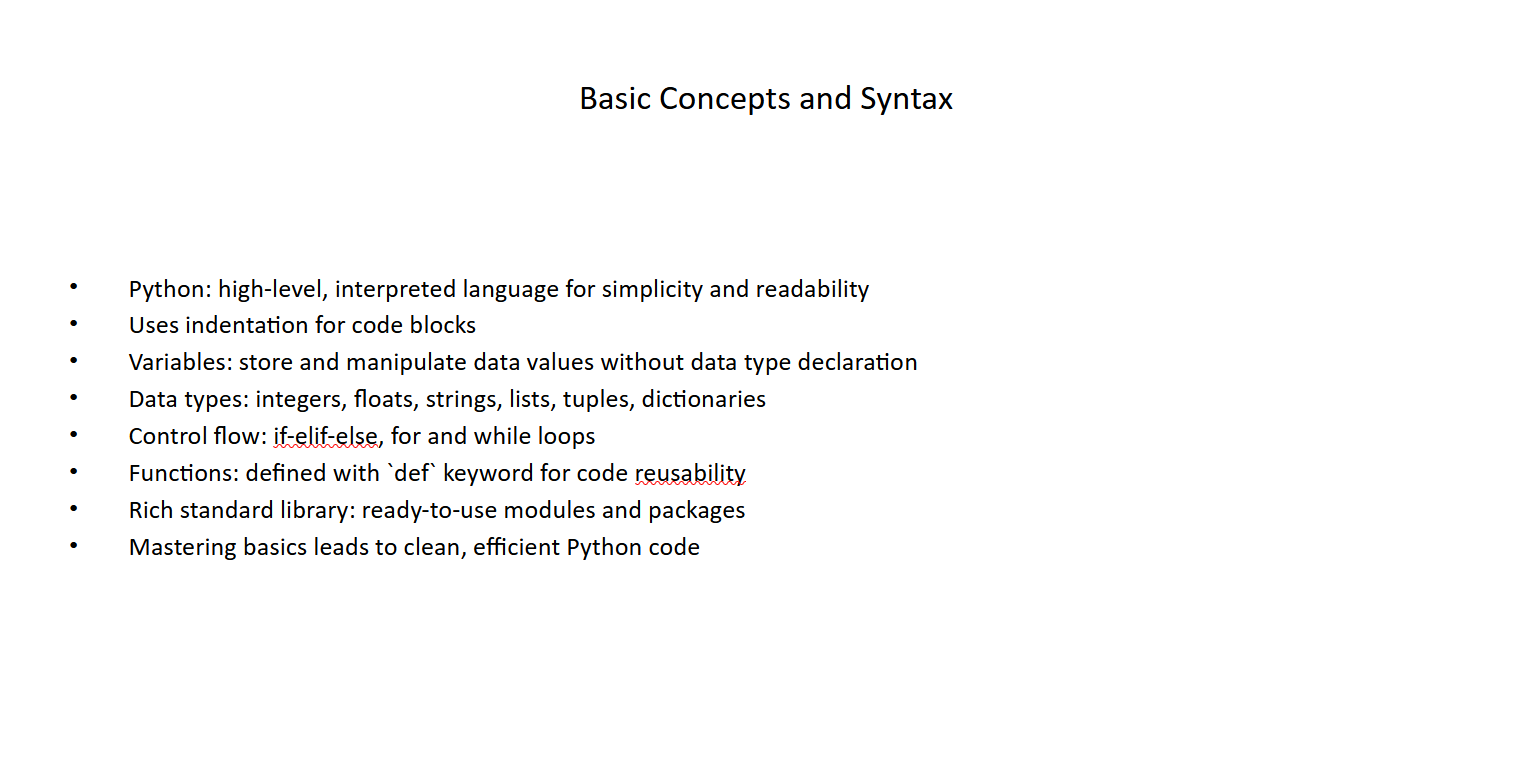 Basic Concepts and Syntax
• Python: high-level, interpreted language for simplicity and readability
• Uses indentation for code blocks
• Variables: store and manipulate data values without data type declaration
• Data types: integers, floats, strings, lists, tuples, dictionaries
• Control flow: if-elif-else, for and while loops
• Functions: defined with `def` keyword for code reusability
• Rich standard library: ready-to-use modules and packages
• Mastering basics leads to clean, efficient Python code